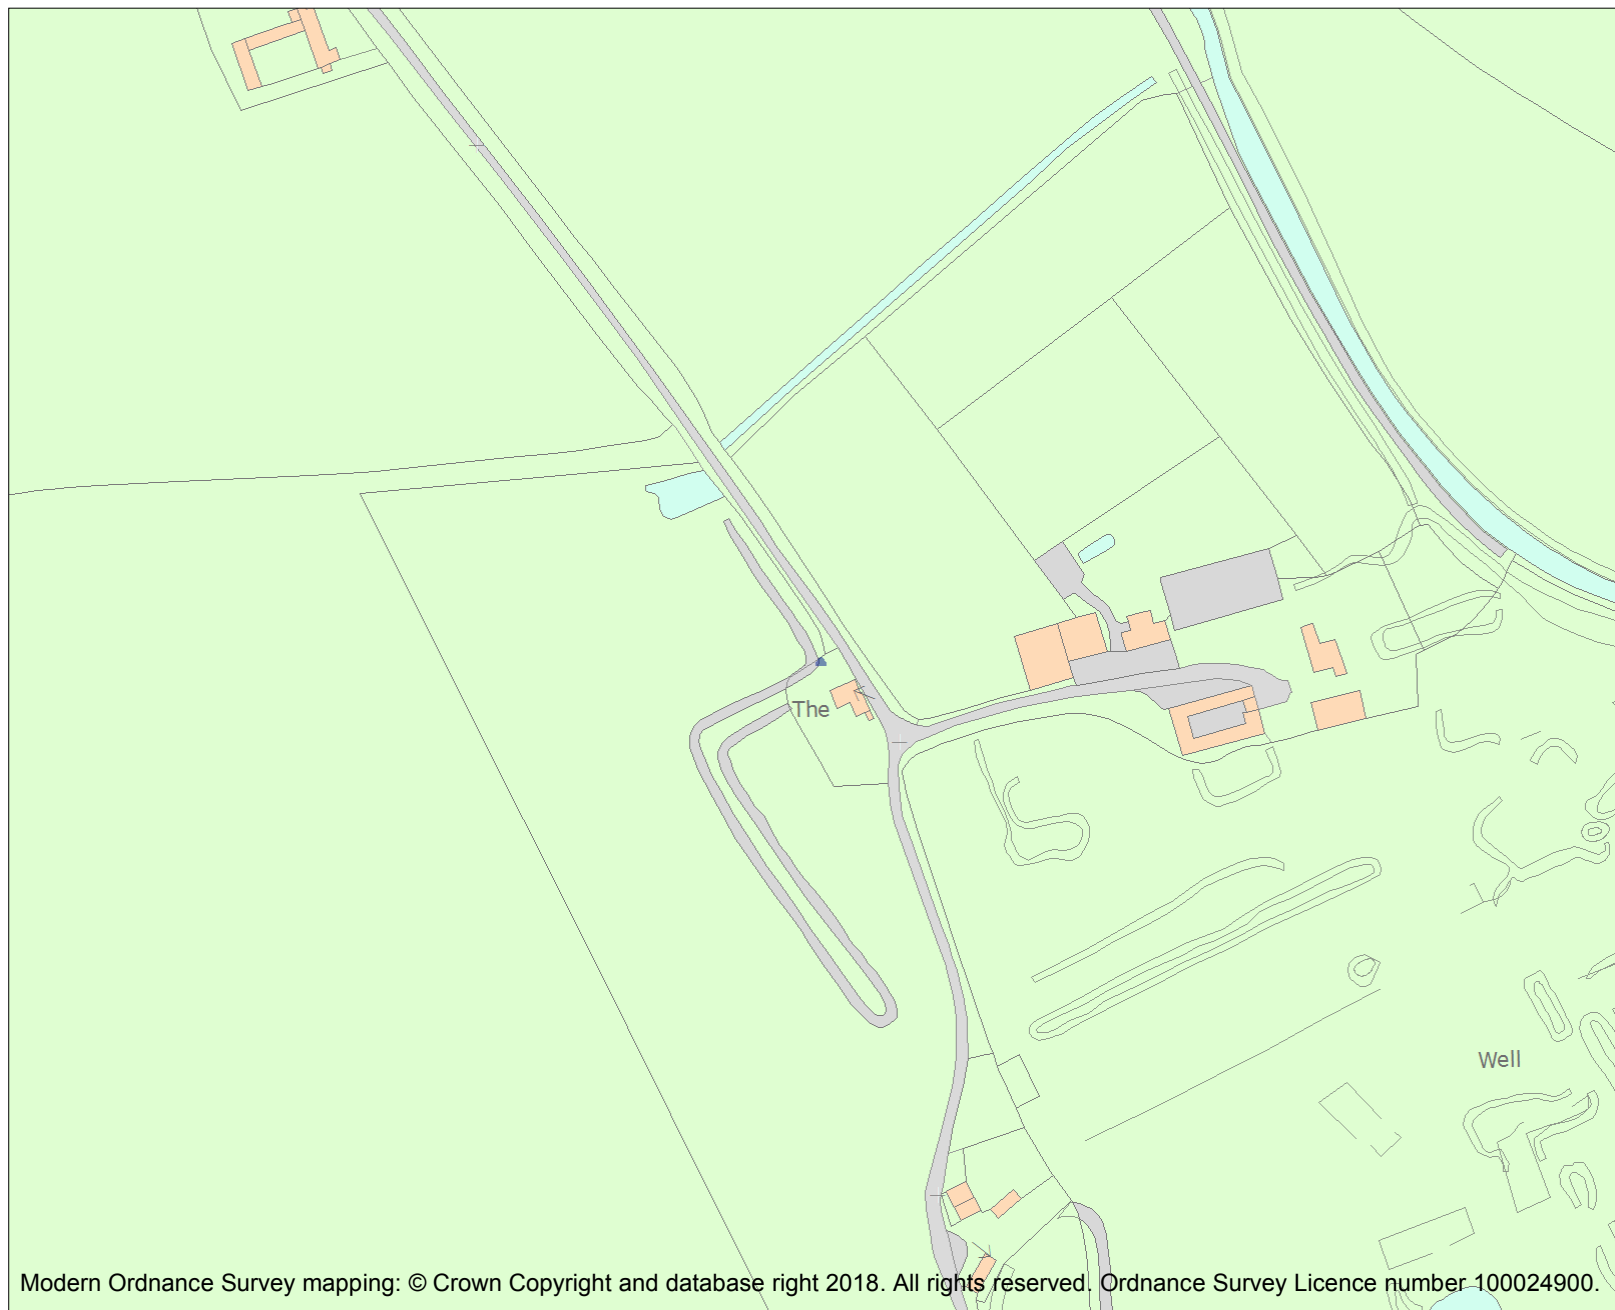 The
Well
Modern Ordnance Survey mapping: © Crown Copyright and database right 2018. All rights reserved. Ordnance Survey Licence number 100024900.